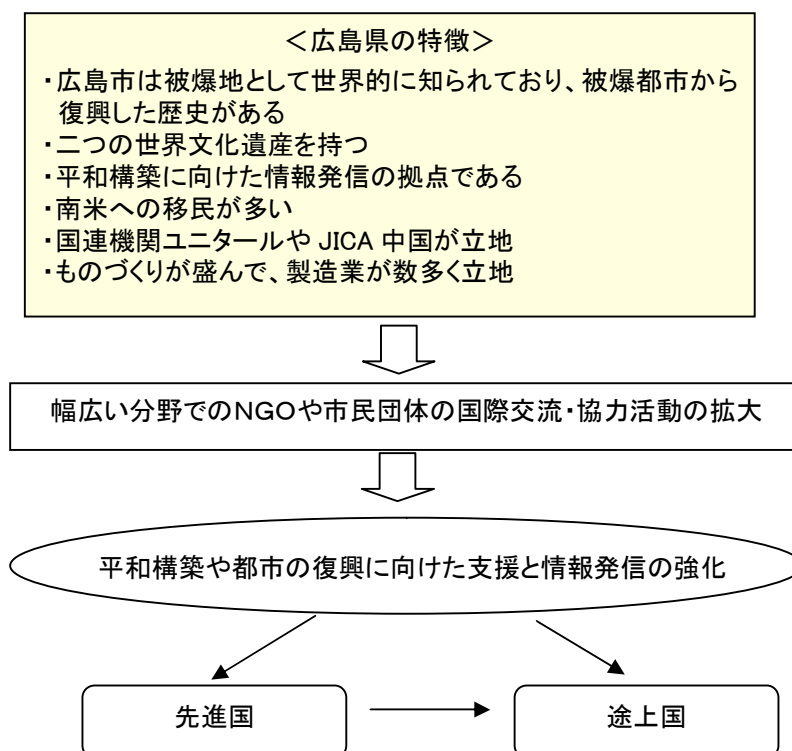 ＜広島県の特徴＞
・広島市は被爆地として世界的に知られており、被爆都市から
復興した歴史がある
・二つの世界文化遺産を持つ
・平和構築に向けた情報発信の拠点である
・南米への移民が多い
・国連機関ユニタールや JICA 中国が立地
・ものづくりが盛んで、製造業が数多く立地
幅広い分野でのＮＧＯや市民団体の国際交流・協力活動の拡大
平和構築や都市の復興に向けた支援と情報発信の強化
先進国
途上国